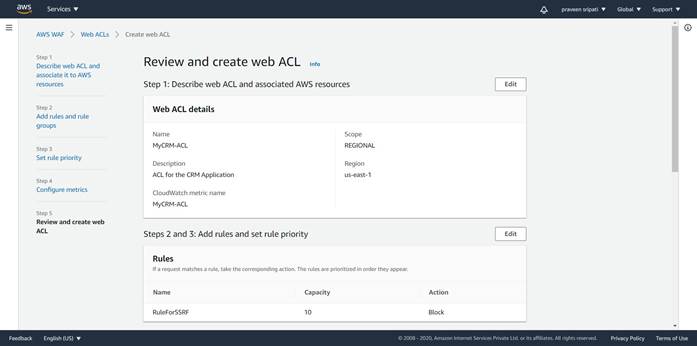 aws
Services
praveen sripati
Global
Support
AWS WAF
Web ACLs
Create web ACL
Step 1
Describe web ACL and
associate it to AWS
resources
Step 2
Add rules and rule
groups
Step 3
Set rule priority
Step 4
Configure metrics
Step 5
Review and create web
ACL
Review and create web ACL Info
Step 1: Describe web ACL and associated AWS resources
Edit
Web ACL details
Name
MyCRM-ACL
Scope
REGIONAL
Description
ACL for the CRM Application
Region
us-east-1
CloudWatch metric name
MyCRM-ACL
Steps 2 and 3: Add rules and set rule priority
Edit
Rules
If a request matches a rule, take the corresponding action. The rules are prioritized in order they appear.
Name Capacity Action
RuleForSSRF 10 Block
Feedback
English (US)
© 2008 - 2020, Amazon Internet Services Private Ltd. or its affiliates. All rights reserved.
Privacy Policy
Terms of Use